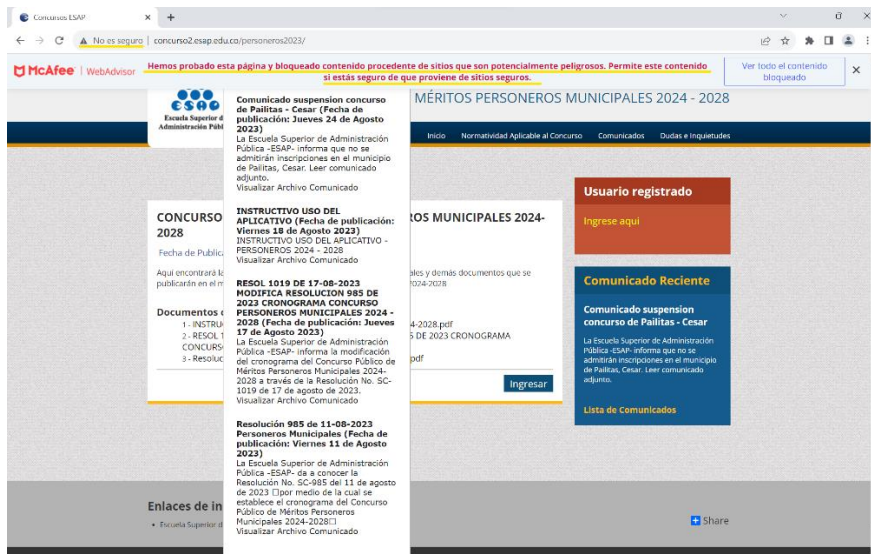 Concursos ESAP
No es seguro | concurso2.esap.edu.co/personeros2023/
McAfee | WebAdvisor
Hemos probado esta página y bloqueado contenido procedente de sitios que son potencialmente peligrosos. Permite este contenido
si estás seguro de que proviene de sitios seguros.
Ver todo el contenido
bloqueado
esap
Escuela Superior d
Administración Públ
MÉRITOS PERSONEROS MUNICIPALES 2024 - 2028
Inicio Normatividad Aplicable al Concurso Comunicados Dudas e Inquietudes
Comunicado suspension concurso
de Pailitas - Cesar (Fecha de
publicación: Jueves 24 de Agosto
2023)
La Escuela Superior de Administración
Pública -ESAP- informa que no se
admitirán inscripciones en el municipio
de Pailitas, Cesar. Leer comunicado
adjunto.
Visualizar Archivo Comunicado
INSTRUCTIVO USO DEL
APLICATIVO (Fecha de publicación:
Viernes 18 de Agosto 2023)
INSTRUCTIVO USO DEL APLICATIVO -
PERSONEROS 2024 - 2028
Visualizar Archivo Comunicado
RESOL 1019 DE 17-08-2023
MODIFICA RESOLUCION 985 DE
2023 CRONOGRAMA CONCURSO
PERSONEROS MUNICIPALES 2024 -
2028 (Fecha de publicación: Jueves
17 de Agosto 2023)
La Escuela Superior de Administración
Pública -ESAP- informa la modificación
del cronograma del Concurso Público de
Méritos Personeros Municipales 2024-
2028 a través de la Resolución No. SC-
1019 de 17 de agosto de 2023.
Visualizar Archivo Comunicado
Resolución 985 de 11-08-2023
Personeros Municipales (Fecha de
publicación: Viernes 11 de Agosto
2023)
La Escuela Superior de Administración
Pública -ESAP- da a conocer la
Resolución No. SC-985 del 11 de agosto
de 2023 □por medio de la cual se
establece el cronograma del Concurso
Público de Méritos Personeros
Municipales 2024-2028□
Visualizar Archivo Comunicado
CONCURSO
OS MUNICIPALES 2024-
2028
Fecha de Public
Aquí encontrará la
ales y demás documentos que se
publicarán en el m
2024-2028
Documentos
1 - INSTRU
4-2028.pdf
2 - RESOL 1
5 DE 2023 CRONOGRAMA
CONCURS
3 - Resoluc
pdf
Ingresar
Usuario registrado
Ingrese aqui
Comunicado Reciente
Comunicado suspension
concurso de Pailitas - Cesar
La Escuela Superior de Administración
Pública -ESAP- informa que no se
admitirán inscripciones en el municipio
de Pailitas, Cesar. Leer comunicado
adjunto.
Lista de Comunicados
Enlaces de in
Escuela Superior d
Share